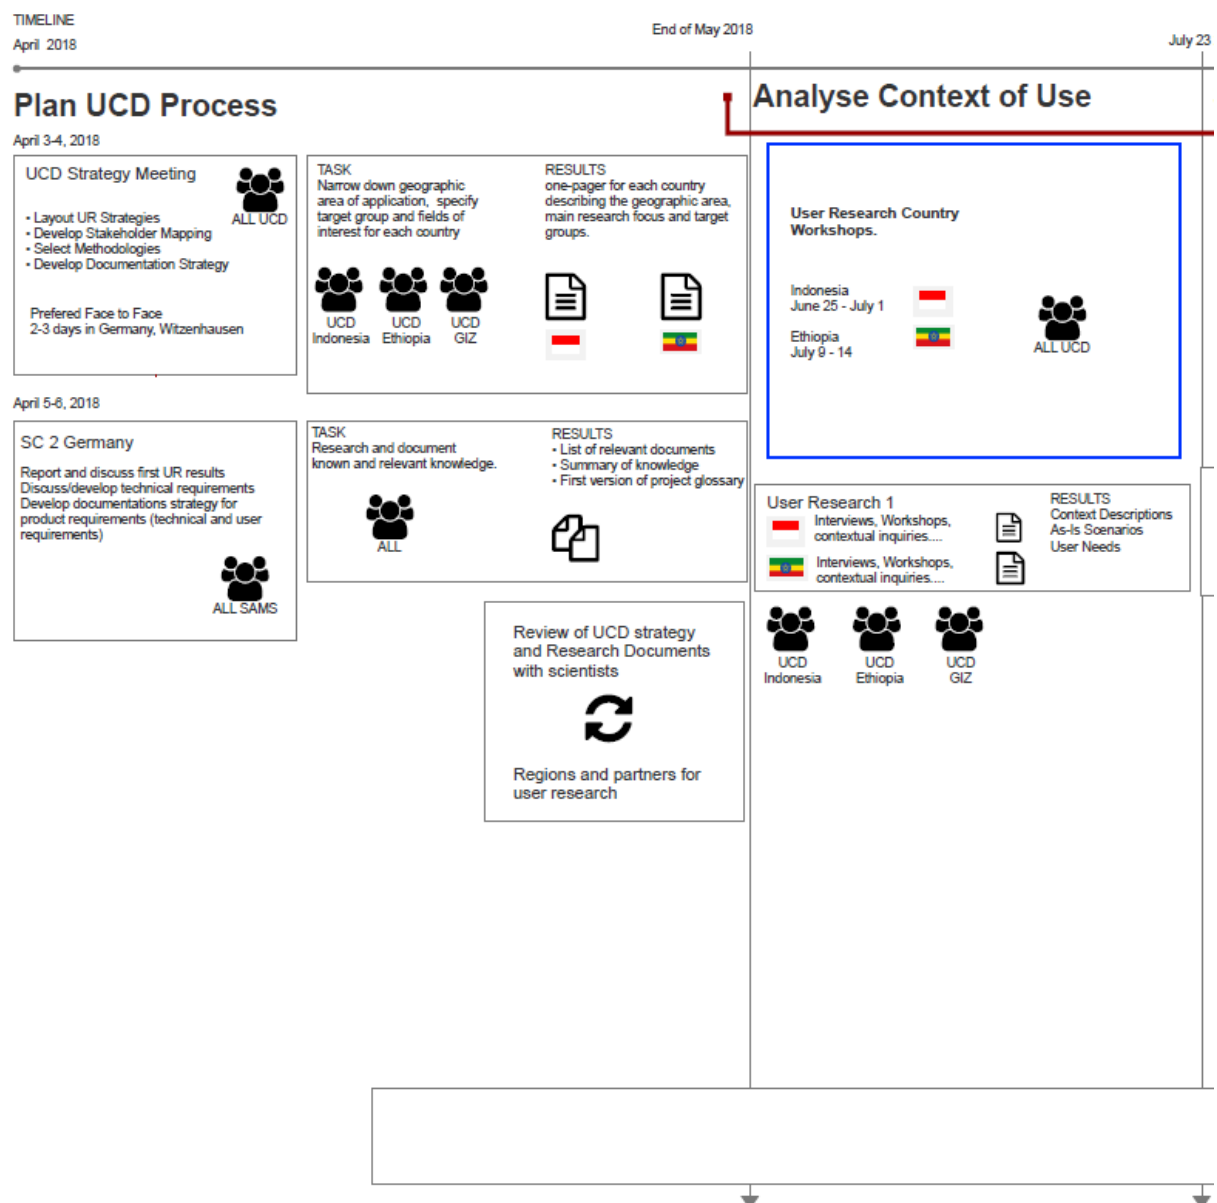 TIMELINE
April 2018
End of May 2018
July 23
Plan UCD Process
Analyse Context of Use
April 3-4, 2018
UCD Strategy Meeting
• Layout UR Strategies
• Develop Stakeholder Mapping
• Select Methodologies
• Develop Documentation Strategy
ALL UCD
Prefered Face to Face
2-3 days in Germany, Witzenhausen
TASK
Narrow down geographic
area of application, specify
target group and fields of
interest for each country
UCD
Indonesia
UCD
Ethiopia
UCD
GIZ
RESULTS
one-pager for each country
describing the geographic area,
main research focus and target
groups.
User Research Country
Workshops.
Indonesia
June 25 - July 1
Ethiopia
July 9 - 14
ALL UCD
April 5-6, 2018
SC 2 Germany
Report and discuss first UR results
Discuss/develop technical requirements
Develop documentations strategy for
product requirements (technical and user
requirements)
ALL SAMS
TASK
Research and document
known and relevant knowledge.
ALL
RESULTS
• List of relevant documents
• Summary of knowledge
• First version of project glossary
User Research 1
Interviews, Workshops,
contextual inquiries....
Interviews, Workshops,
contextual inquiries....
RESULTS
Context Descriptions
As-Is Scenarios
User Needs
UCD
Indonesia
UCD
Ethiopia
UCD
GIZ
Review of UCD strategy
and Research Documents
with scientists
Regions and partners for
user research